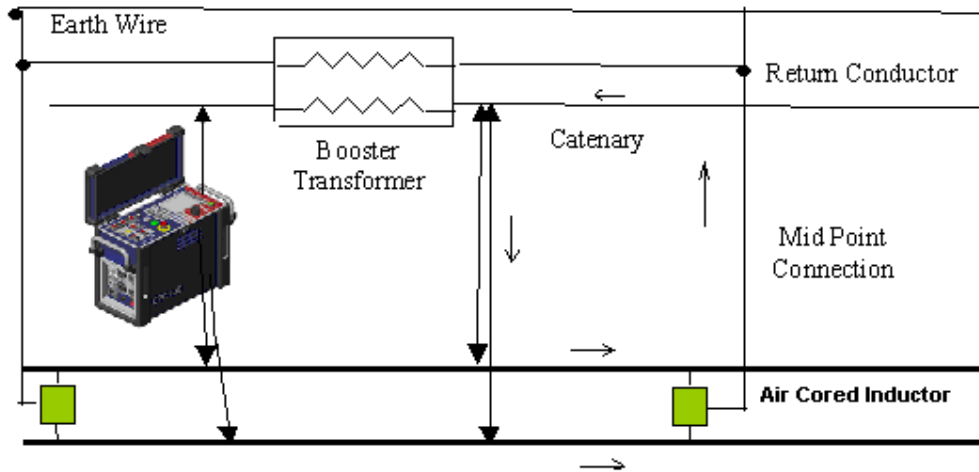 Earth Wire
Return Conductor
Booster
Transformer
Catenary
Mid Point
Connection
Air Cored Inductor